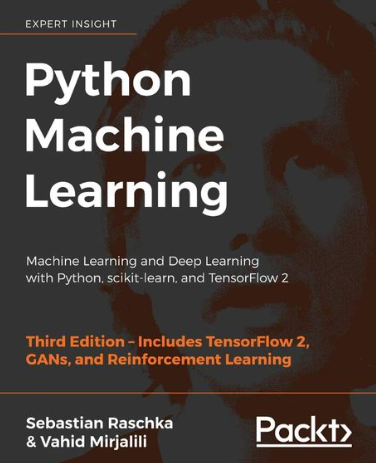 EXPERT INSIGHT
Python
Machine
Learning
Machine Learning and Deep Learning
with Python, scikit-learn, and TensorFlow 2
Third Edition – Includes TensorFlow 2,
GANs, and Reinforcement Learning
Sebastian Raschka
& Vahid Mirjalili
Packt>